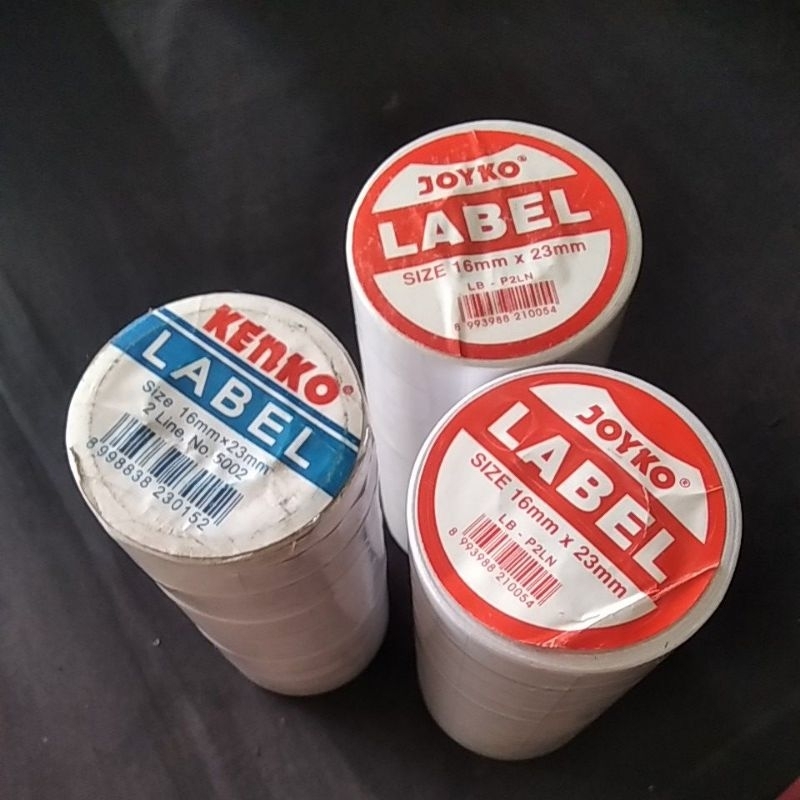 JOYKO®
LABEL
SIZE 16mm x 23mm
LB - P2LN
8 993988 210054
KENKO®
LABEL
Size 16mm×23mm
2 Line No. 5002
8 998838 230152
JOYKO®
LABEL
SIZE 16mm x 23mm
LB - P2LN
8 993988 210054